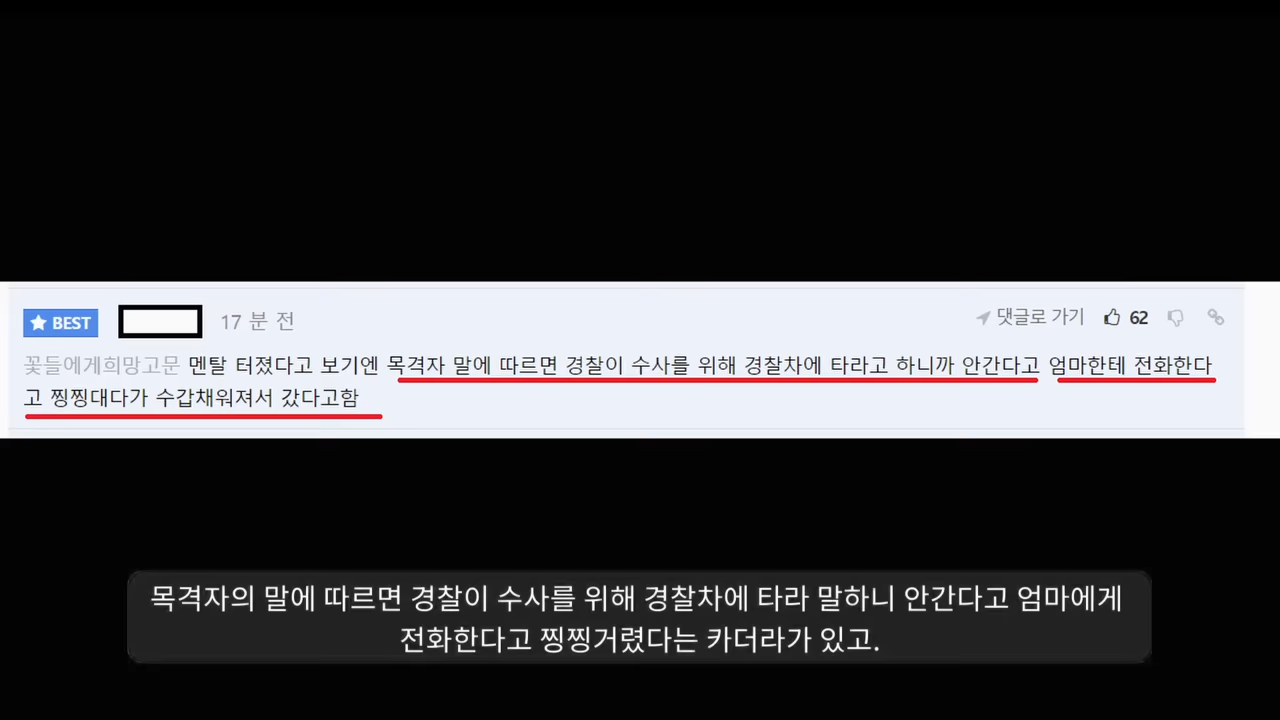 BEST 17 분 전 댓글로 가기 62
꽃들에게희망고문 멘탈 터졌다고 보기엔 목격자 말에 따르면 경찰이 수사를 위해 경찰차에 타라고 하니까 안간다고 엄마한테 전화한다
고 찡찡대다가 수갑채워져서 갔다고함
목격자의 말에 따르면 경찰이 수사를 위해 경찰차에 타라 말하니 안간다고 엄마에게
전화한다고 찡찡거렸다는 카더라가 있고.